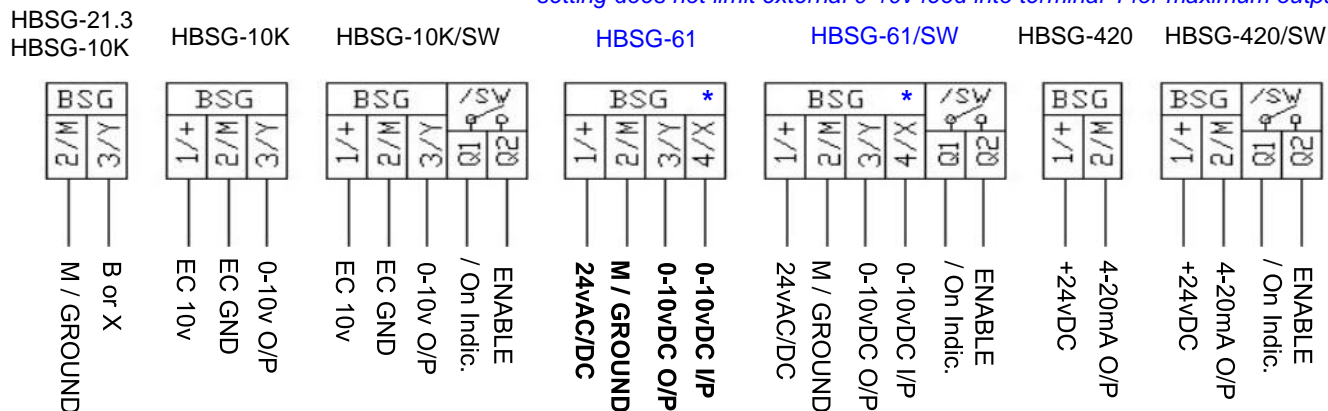 setting does not limit external 0-10v feed into terminal 4 for maximum output
HBSG-21.3
HBSG-10K
HBSG-10K
HBSG-10K/SW
HBSG-61
HBSG-61/SW
HBSG-420
HBSG-420/SW
BSG
2/M
3/Y
M / GROUND
B or X
BSG
1/+
2/M
3/Y
EC 10v
EC GND
0-10v O/P
BSG
/SW
1/+
2/M
3/Y
Q1
Q2
EC 10v
EC GND
0-10v O/P
/ On Indic.
ENABLE
BSG *
1/+
2/M
3/Y
4/X
24vAC/DC
M / GROUND
0-10vDC O/P
0-10vDC I/P
BSG *
/SW
1/+
2/M
3/Y
4/X
Q1
Q2
24vAC/DC
M / GROUND
0-10vDC O/P
0-10vDC I/P
/ On Indic.
ENABLE
BSG
1/+
2/M
+24vDC
4-20mA O/P
BSG
/SW
1/+
2/M
Q1
Q2
+24vDC
4-20mA O/P
/ On Indic.
ENABLE